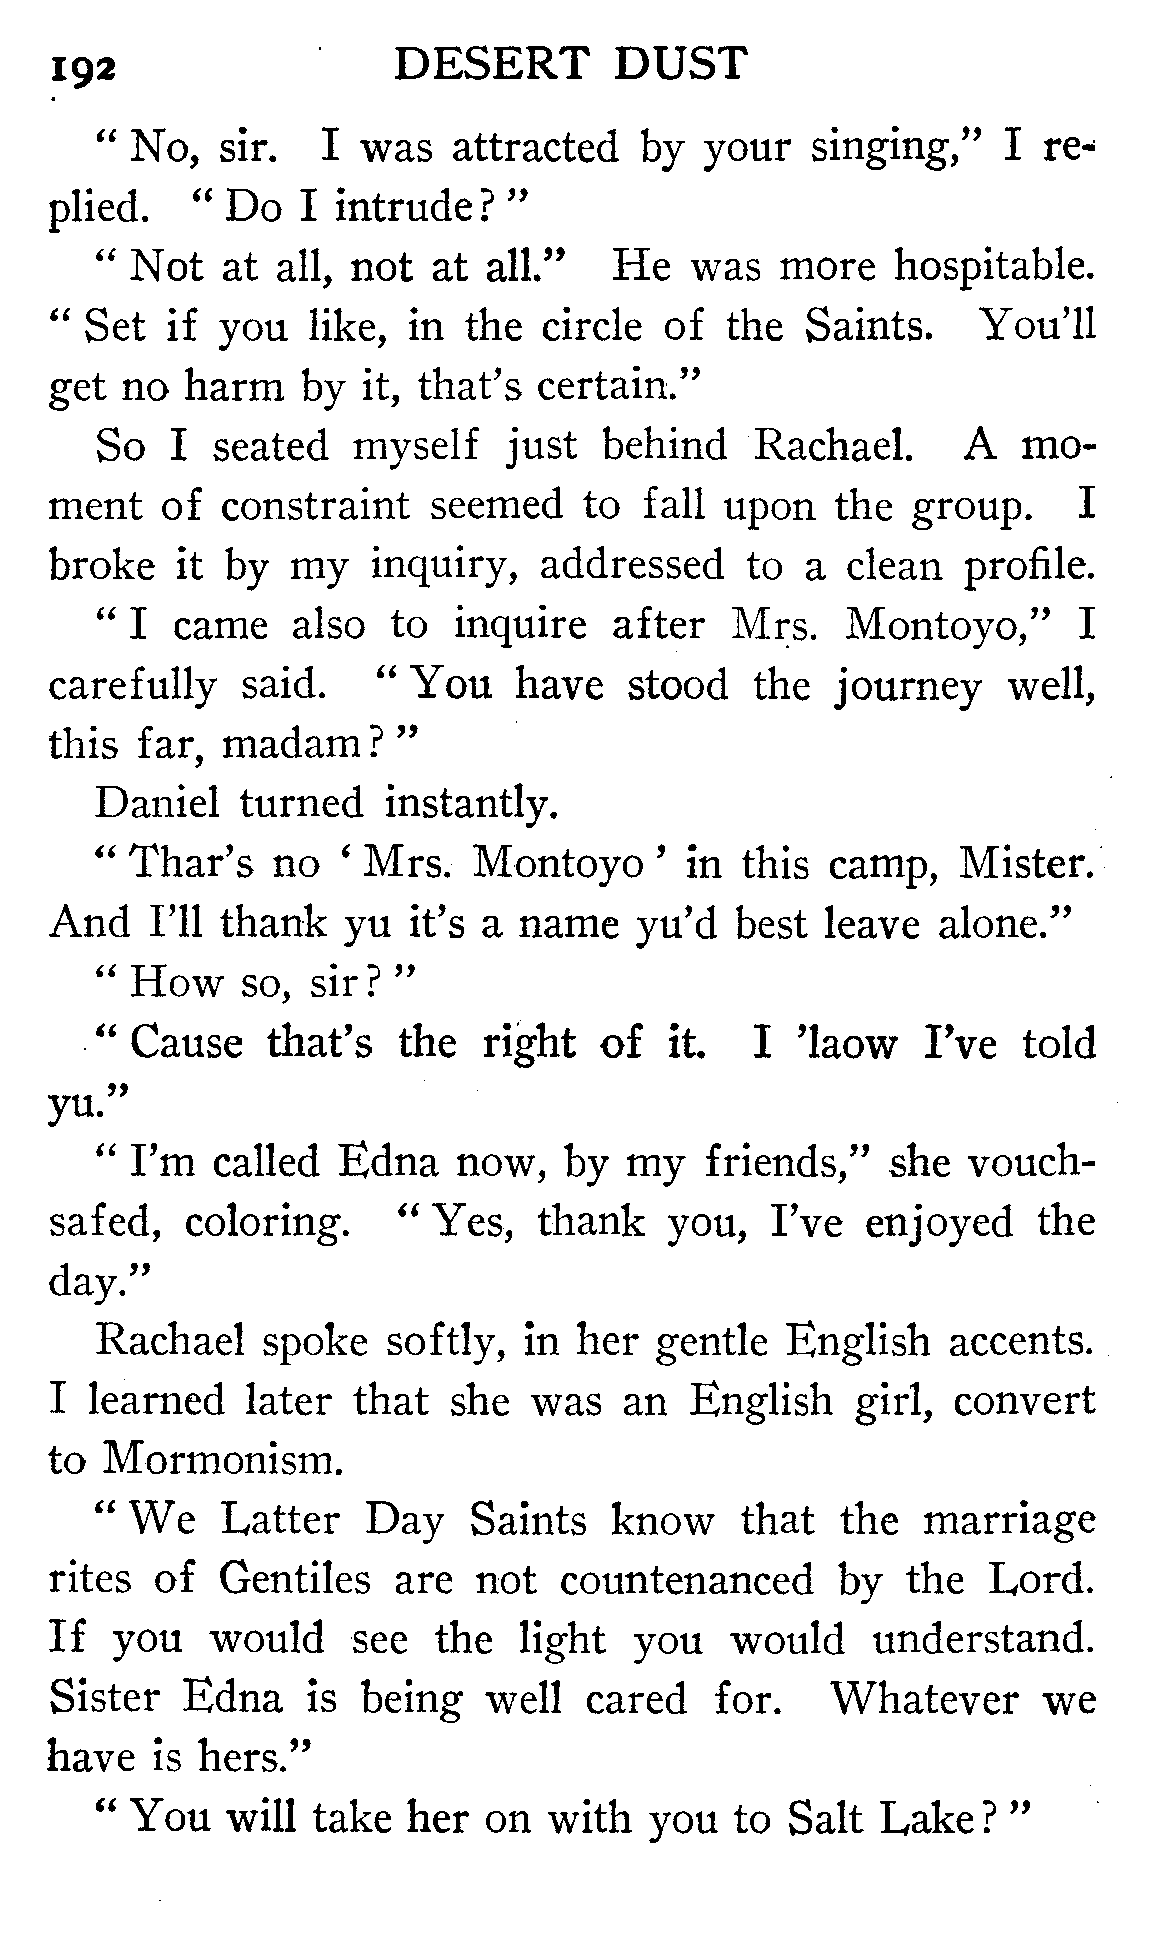 192 DESERT DUST
“ No, sir. I was attracted by your singing,” I re-
plied. “ Do I intrude? ”
“ Not at all, not at all.” He was more hospitable.
“ Set if you like, in the circle of the Saints. You’ll
get no harm by it, that’s certain.”
So I seated myself just behind Rachael. A mo-
ment of constraint seemed to fall upon the group. I
broke it by my inquiry, addressed to a clean profile.
“ I came also to inquire after Mrs. Montoyo,” I
carefully said. “ You have stood the journey well,
this far, madam? ”
Daniel turned instantly.
“ Thar’s no ‘ Mrs. Montoyo ’ in this camp, Mister.
And I’ll thank yu it’s a name yu’d best leave alone.”
“ How so, sir? ”
“ Cause that’s the right of it. I ’laow I’ve told
yu.”
“ I’m called Edna now, by my friends,” she vouch-
safed, coloring. “ Yes, thank you, I’ve enjoyed the
day.”
Rachael spoke softly, in her gentle English accents.
I learned later that she was an English girl, convert
to Mormonism.
“ We Latter Day Saints know that the marriage
rites of Gentiles are not countenanced by the Lord.
If you would see the light you would understand.
Sister Edna is being well cared for. Whatever we
have is hers.”
“ You will take her on with you to Salt Lake? ”